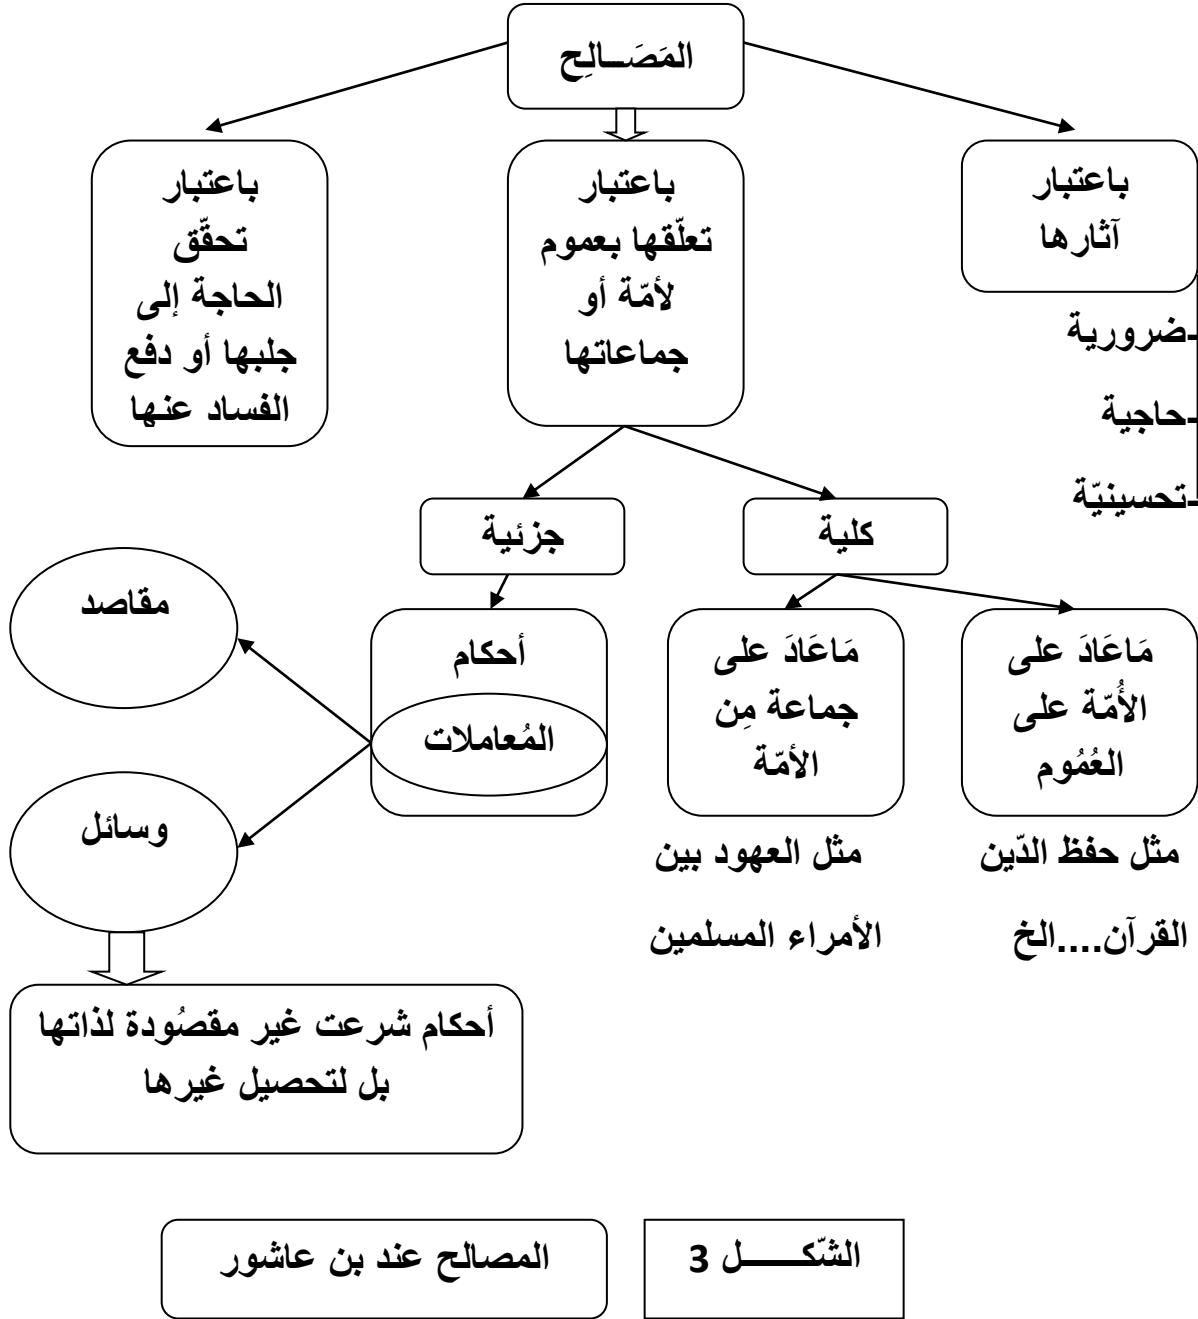 المَصَـالِح
باعتبار
آثارها
-ضرورية
-حاجية
-تحسينيّة
باعتبار
تعلّقها بعموم
لأمّة أو
جماعاتها
باعتبار
تحقّق
الحاجة إلى
جلبها أو دفع
الفساد عنها
كلية
جزئية
مَاعَادَ على
الأُمّة على
العُمُوم
مثل حفظ الدّين
القرآن....الخ
مَاعَادَ على
جماعة مِن
الأمّة
مثل العهود بين
الأمراء المسلمين
أحكام
المُعاملات
مقاصد
وسائل
أحكام شرعت غير مقصُودة لذاتها
بل لتحصيل غيرها
الشّكـــــل 3
المصالح عند بن عاشور